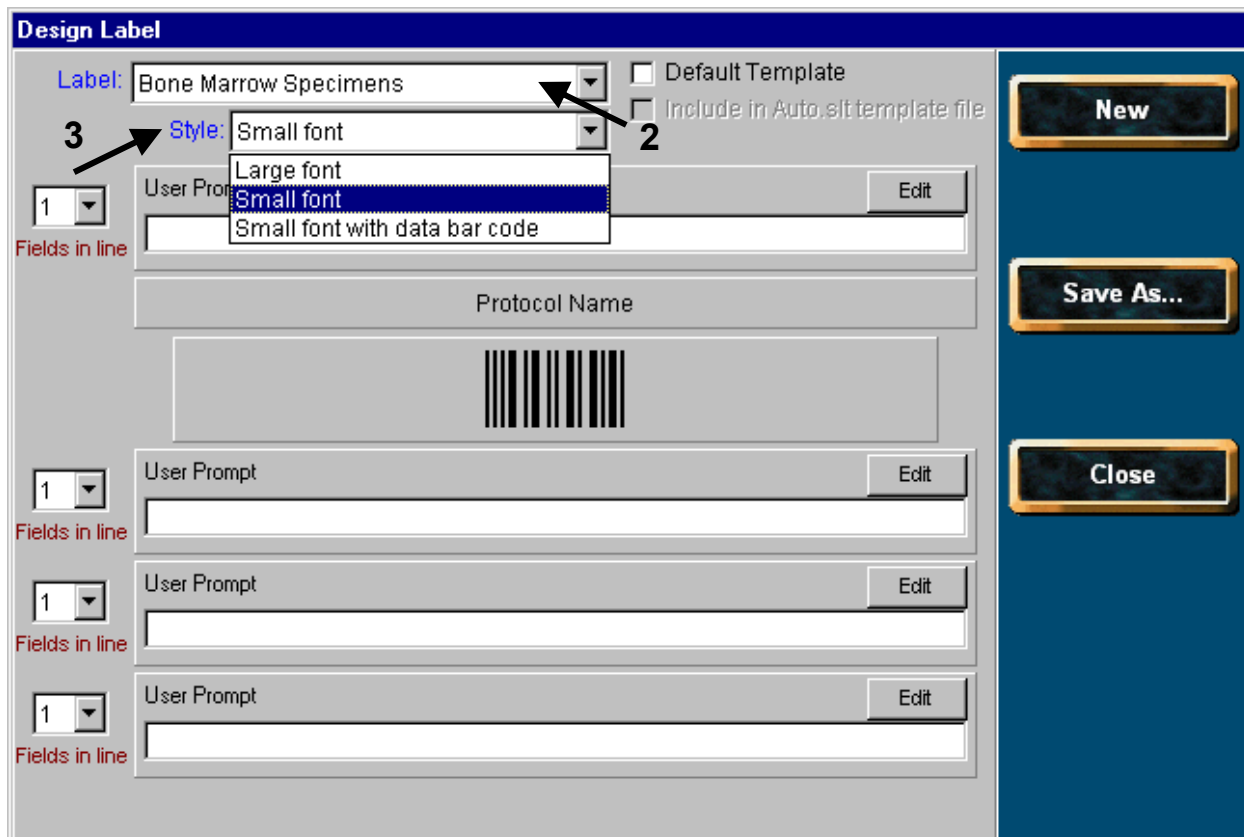 Design Label
Label: Bone Marrow Specimens
Default Template
Include in Auto.slt template file
New
3
Style: Small font
2
Large font
Small font
Small font with data bar code
1
User Pro
Edit
Fields in line
Protocol Name
Save As...
1
User Prompt
Edit
Fields in line
Close
1
User Prompt
Edit
Fields in line
1
User Prompt
Edit
Fields in line